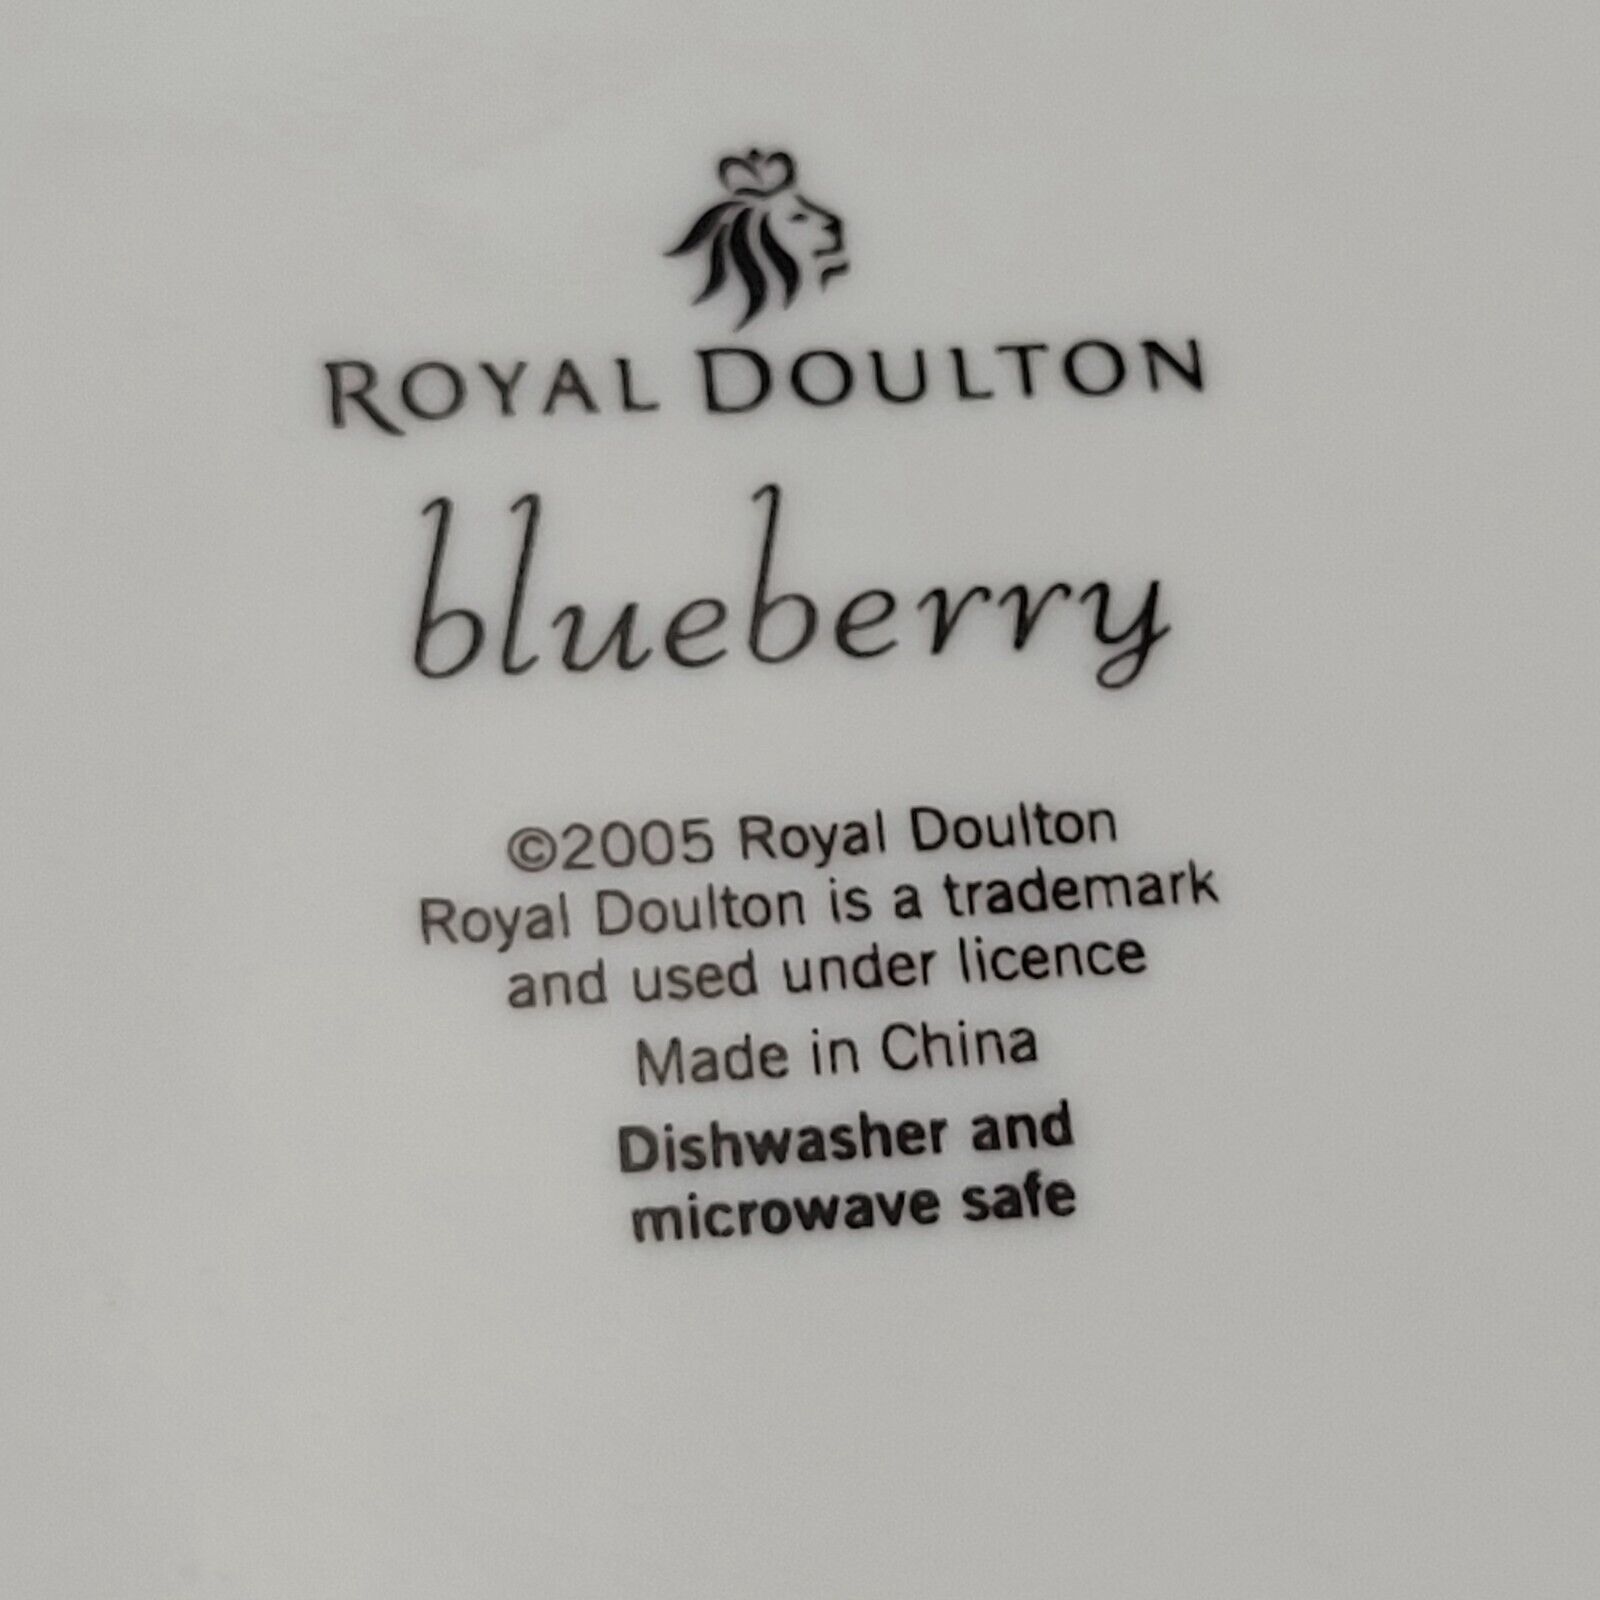 ROYAL DOULTON
blueberry
©2005 Royal Doulton
Royal Doulton is a trademark
and used under licence
Made in China
Dishwasher and
microwave safe